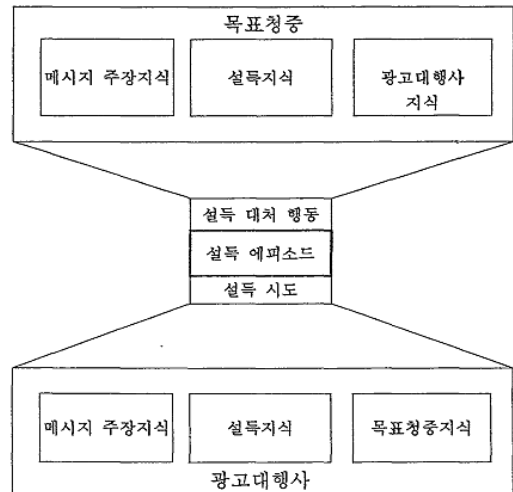 목표청중
메시지 주장지식
설득지식
광고대행사
지식
설득 대처 행동
설득 에피소드
설득 시도
메시지 주장지식
설득지식
목표청중지식
광고대행사